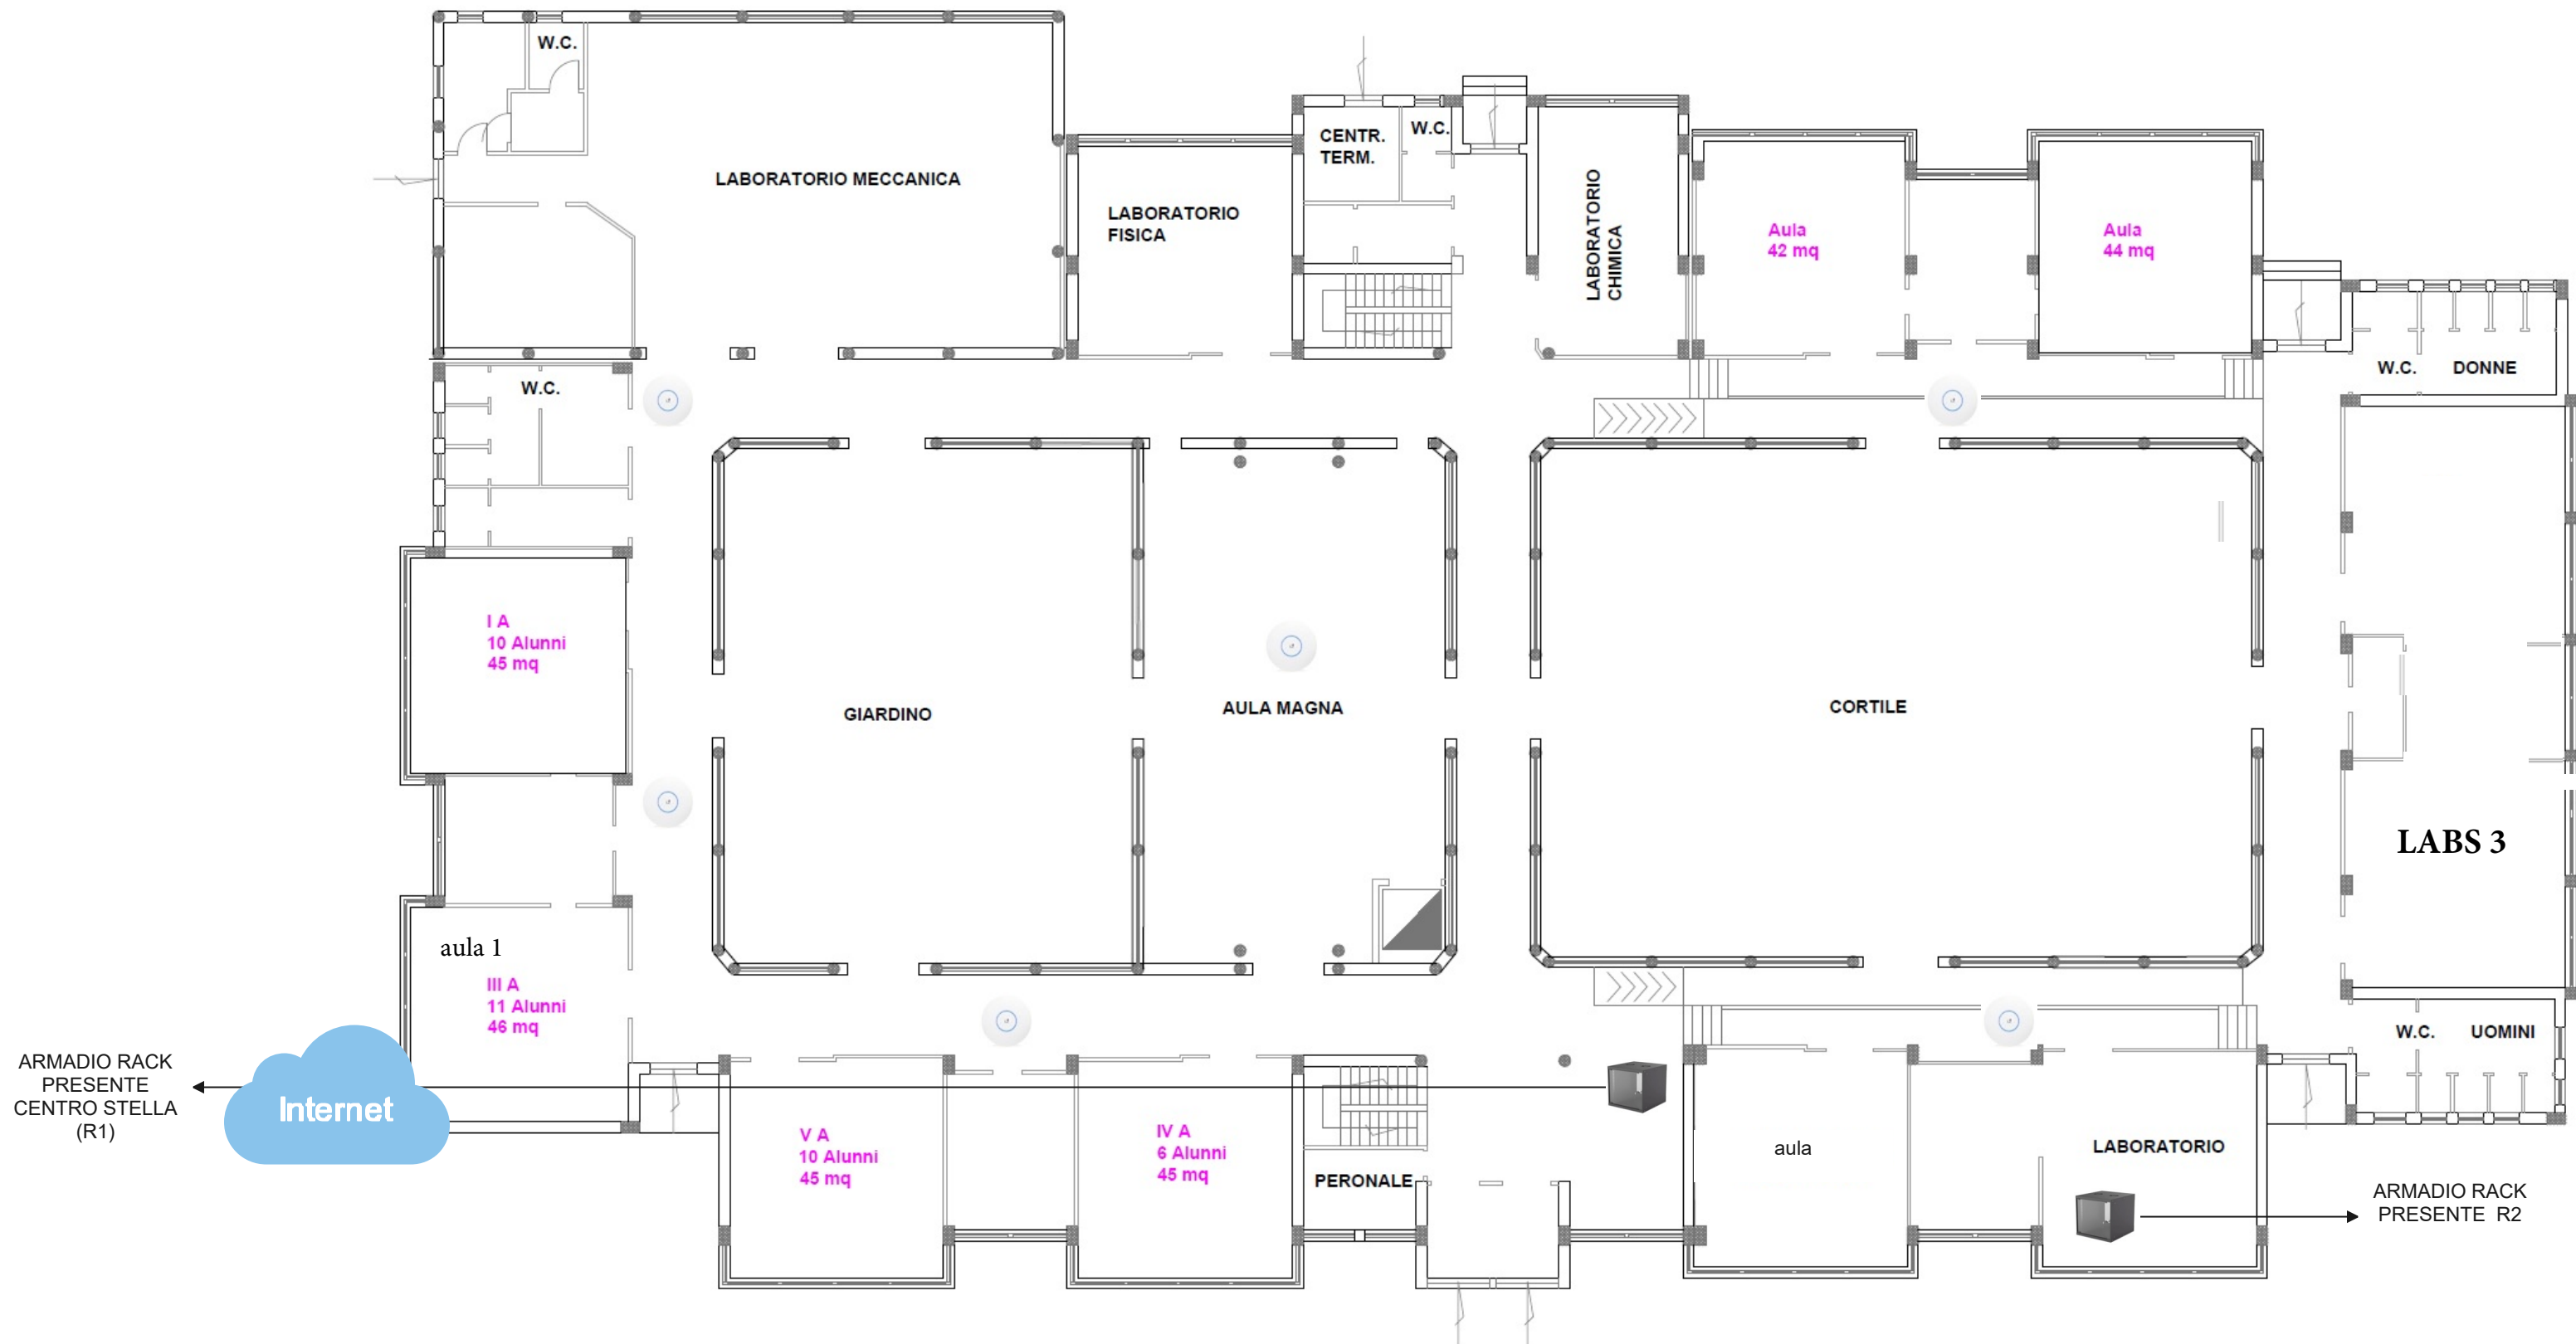 W.C.
LABORATORIO MECCANICA
LABORATORIO
FISICA
CENTR.
TERM.
W.C.
LABORATORIO
CHIMICA
Aula
42 mq
Aula
44 mq
W.C.
DONNE
W.C.
I A
10 Alunni
45 mq
GIARDINO
AULA MAGNA
CORTILE
LABS 3
aula 1
III A
11 Alunni
46 mq
ARMADIO RACK
PRESENTE
CENTRO STELLA
(R1)
Internet
V A
10 Alunni
45 mq
IV A
6 Alunni
45 mq
PERONALE
aula
LABORATORIO
W.C.
UOMINI
ARMADIO RACK
PRESENTE R2